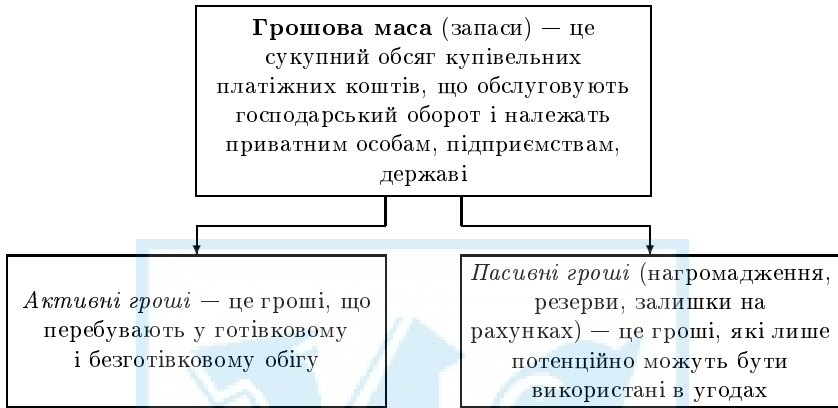 Грошова маса (запаси) — це
сукупний обсяг купівельних
платіжних коштів, що обслуговують
господарський оборот і належать
приватним особам, підприємствам,
державі
Активні гроші — це гроші, що
перебувають у готівковому
і безготівковому обігу
Пасивні гроші (нагромадження,
резерви, залишки на
рахунках) — це гроші, які лише
потенційно можуть бути
використані в угодах